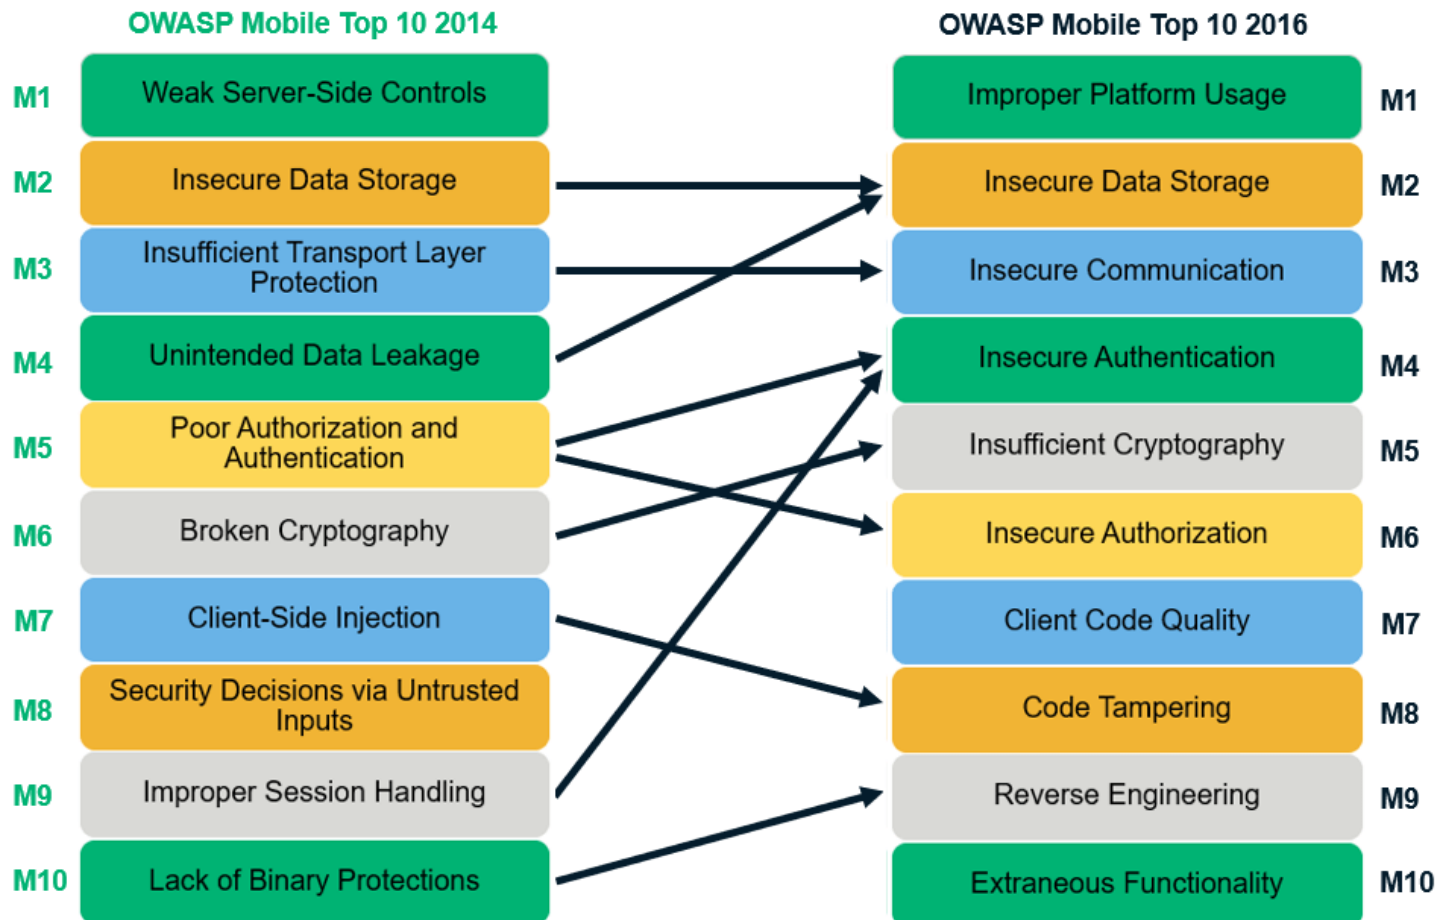 OWASP Mobile Top 10 2014
OWASP Mobile Top 10 2016
M1
Weak Server-Side Controls
Improper Platform Usage
M1
M2
Insecure Data Storage
Insecure Data Storage
M2
M3
Insufficient Transport Layer
Protection
Insecure Communication
M3
M4
Unintended Data Leakage
Insecure Authentication
M4
M5
Poor Authorization and
Authentication
Insufficient Cryptography
M5
M6
Broken Cryptography
Insecure Authorization
M6
M7
Client-Side Injection
Client Code Quality
M7
M8
Security Decisions via Untrusted
Inputs
Code Tampering
M8
M9
Improper Session Handling
Reverse Engineering
M9
M10
Lack of Binary Protections
Extraneous Functionality
M10